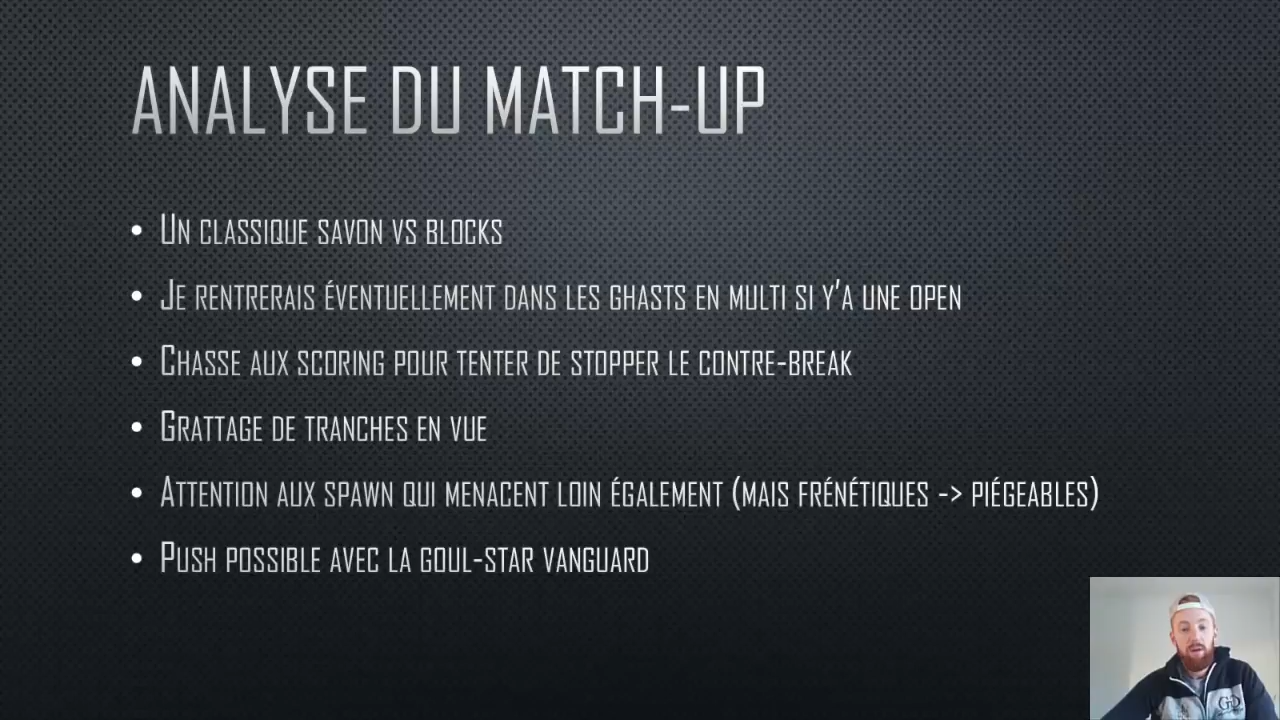 ANALYSE DU MATCH-UP
• UN CLASSIQUE SAVON VS BLOCKS
• JE RENTRERAIS ÉVENTUELLEMENT DANS LES GHASTS EN MULTI SI Y'A UNE OPEN
• CHASSE AUX SCORING POUR TENTER DE STOPPER LE CONTRE-BREAK
• GRATTAGE DE TRANCHES EN VUE
• ATTENTION AUX SPAWN QUI MENACENT LOIN ÉGALEMENT (MAIS FRÉNÉTIQUES -> PIÉGEABLES)
• PUSH POSSIBLE AVEC LA GOUL-STAR VANGUARD